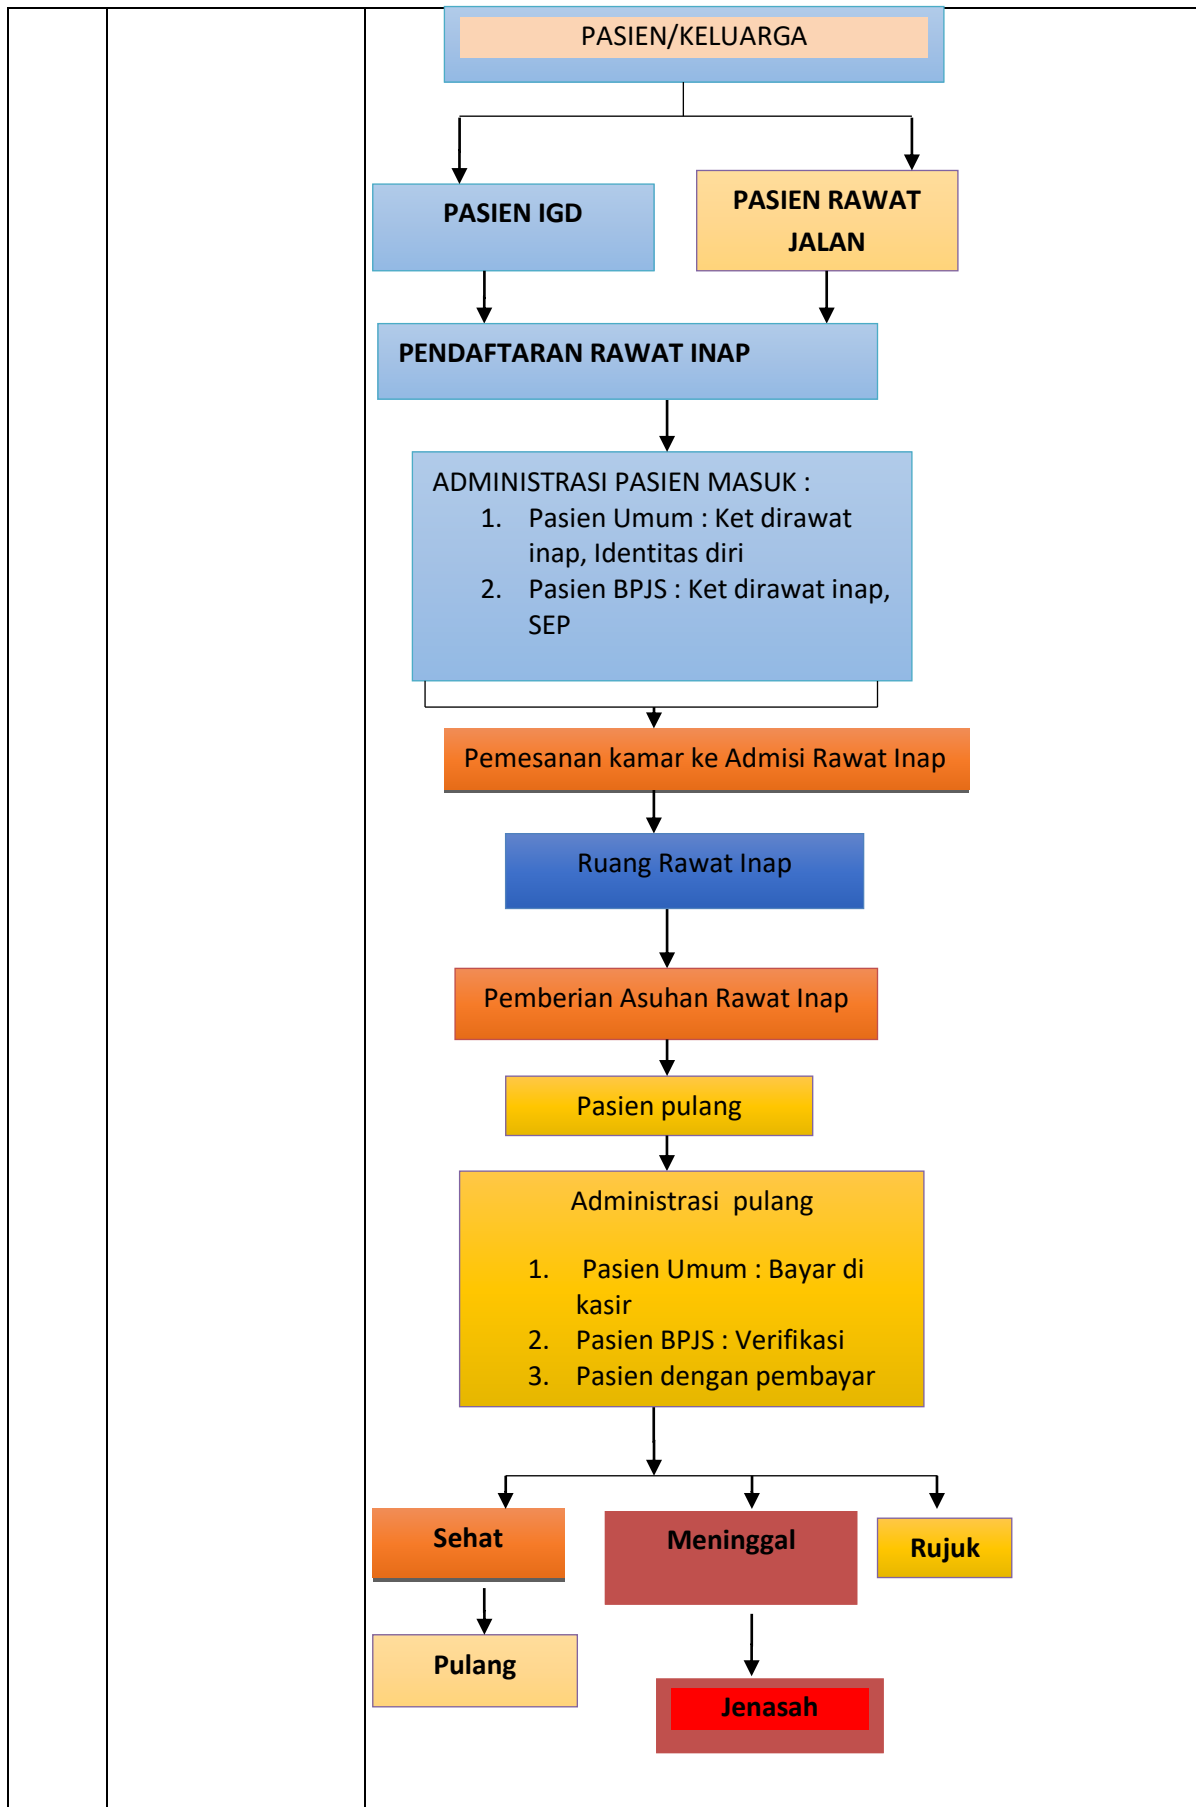 PASIEN/KELUARGA
PASIEN IGD
PASIEN RAWAT
JALAN
PENDAFTARAN RAWAT INAP
ADMINISTRASI PASIEN MASUK :
1. Pasien Umum : Ket dirawat
inap, Identitas diri
2. Pasien BPJS : Ket dirawat inap,
SEP
Pemesanan kamar ke Admisi Rawat Inap
Ruang Rawat Inap
Pemberian Asuhan Rawat Inap
Pasien pulang
Administrasi pulang
1. Pasien Umum : Bayar di
kasir
2. Pasien BPJS : Verifikasi
3. Pasien dengan pembayar
Sehat
Meninggal
Rujuk
Pulang
Jenasah